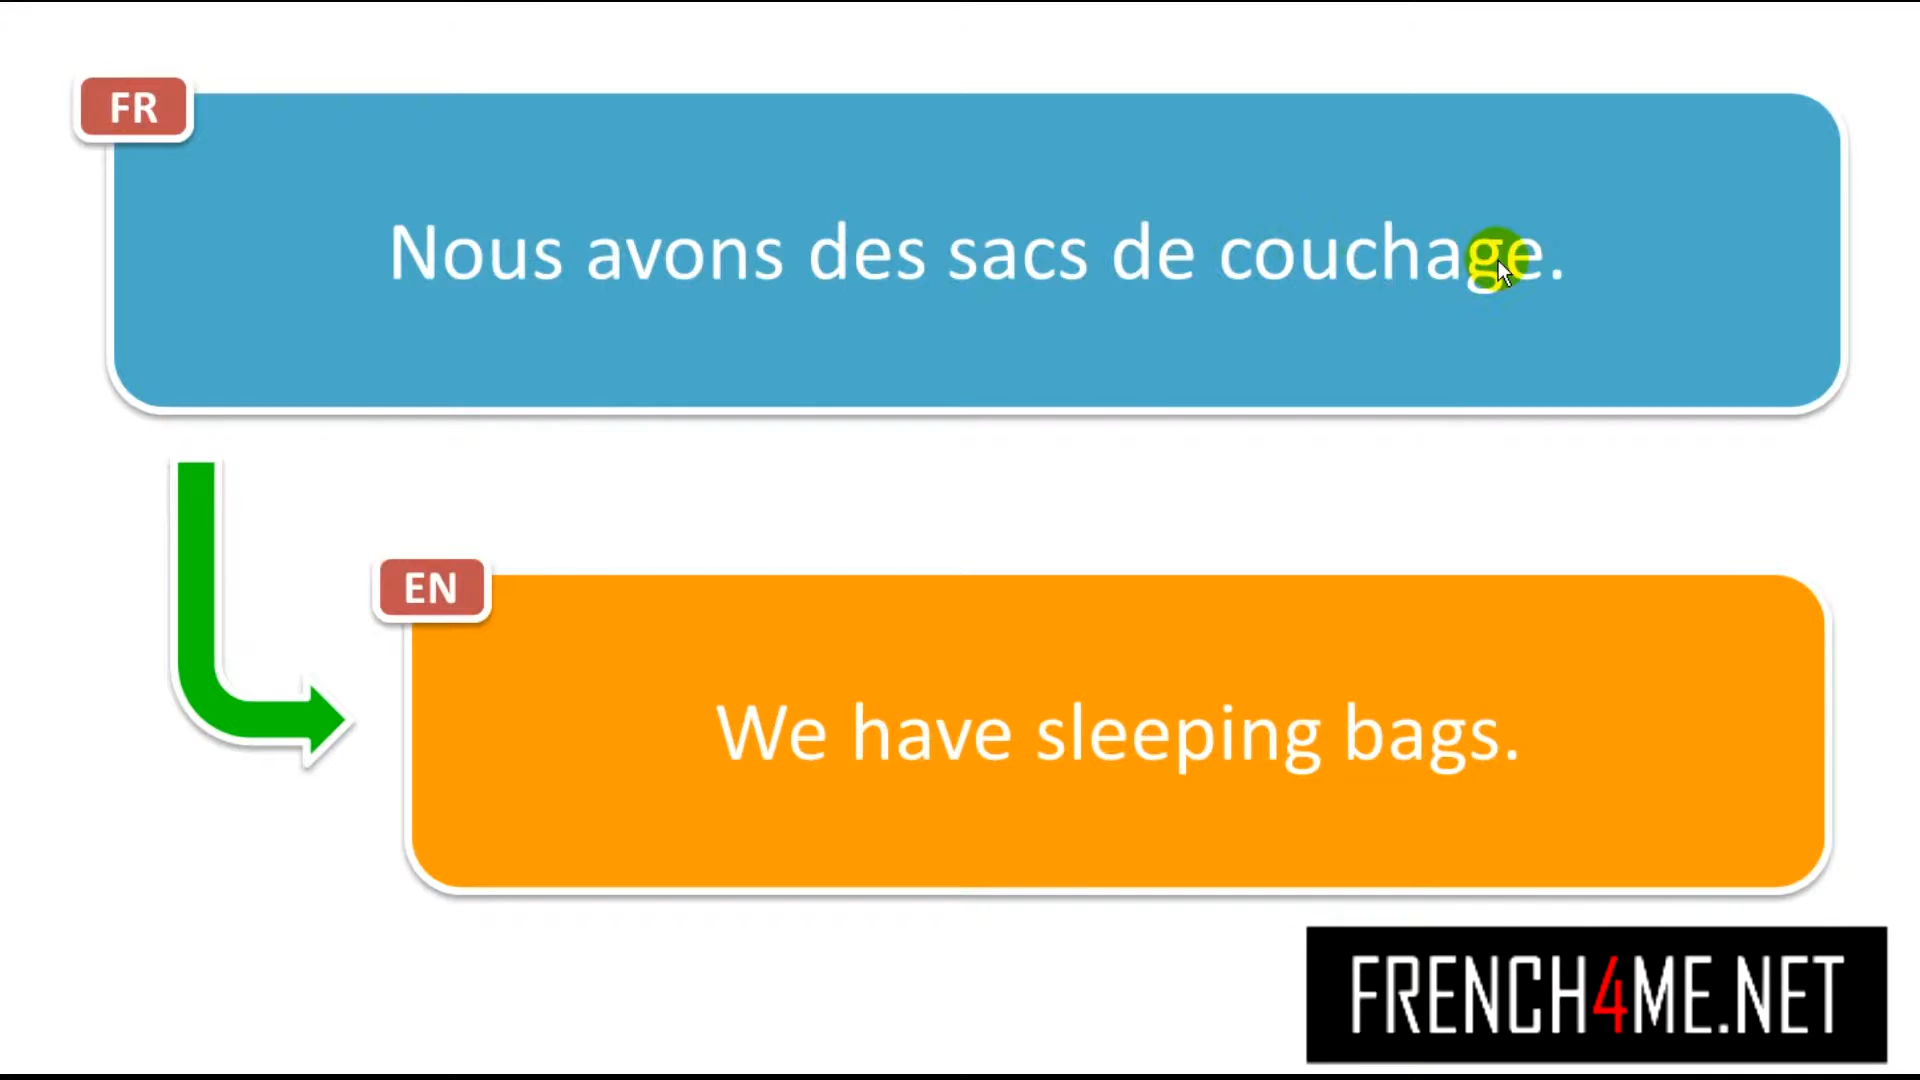 FR
Nous avons des sacs de couchage.
EN
We have sleeping bags.
FRENCH4ME.NET